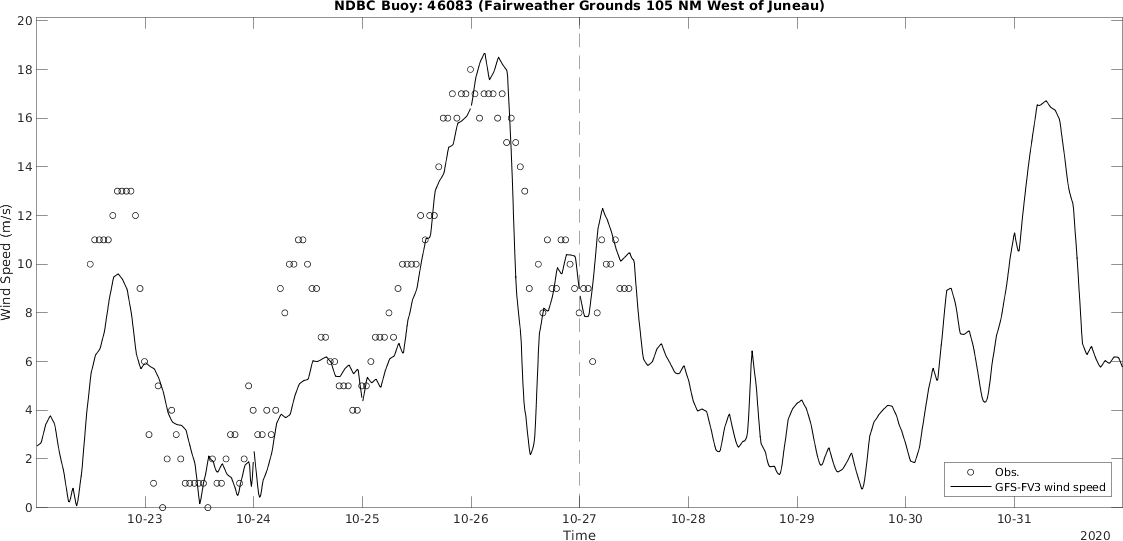 NDBC Buoy: 46083 (Fairweather Grounds 105 NM West of Juneau)
20
18
16
14
12
10
8
6
4
2
0
Wind Speed (m/s)
10-23 10-24 10-25 10-26 10-27 10-28 10-29 10-30 10-31
Time
2020
Obs.
GFS-FV3 wind speed